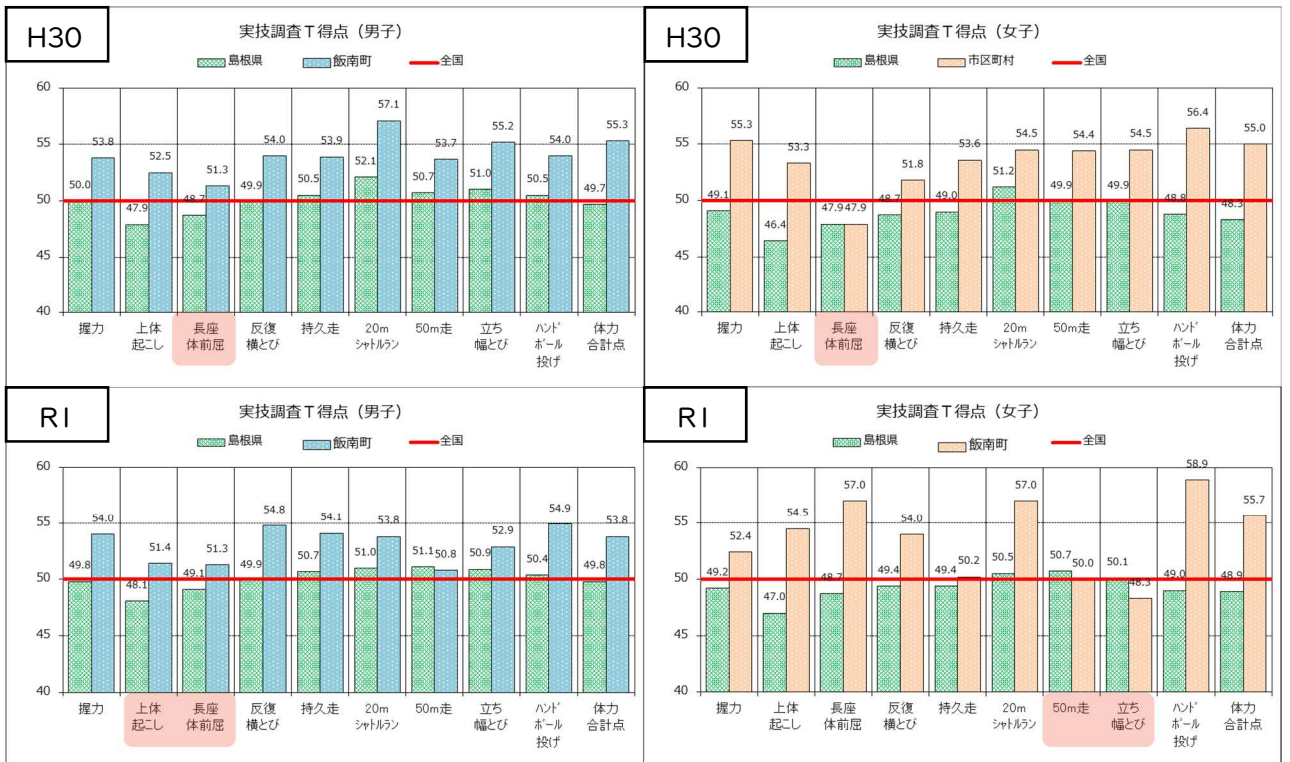 H30
実技調査T得点（男子）
島根県 飯南町 全国
60
55
50
45
40
50.0 53.8 47.9 52.5 48.7 51.3 49.9 54.0 50.5 53.9 52.1 57.1 50.7 53.7 51.0 55.2 50.5 54.0 49.7 55.3
握力 上体 長座 反復 持久走 20m 50m走 立ち ハンド 体力
起こし 体前屈 横とび シャトルラン 幅とび ボール 合計点
投げ
H30
実技調査T得点（女子）
島根県 市区町村 全国
60
55
50
45
40
49.1 55.3 46.4 53.3 47.9 47.9 48.7 51.8 49.0 53.6 51.2 54.5 49.9 54.4 49.9 54.5 48.8 56.4 48.3 55.0
握力 上体 長座 反復 持久走 20m 50m走 立ち ハンド 体力
起こし 体前屈 横とび シャトルラン 幅とび ボール 合計点
投げ
R1
実技調査T得点（男子）
島根県 飯南町 全国
60
55
50
45
40
49.8 54.0 48.1 51.4 49.1 51.3 49.9 54.8 50.7 54.1 51.0 53.8 51.1 50.8 50.9 52.9 50.4 54.9 49.8 53.8
握力 上体 長座 反復 持久走 20m 50m走 立ち ハンド 体力
起こし 体前屈 横とび シャトルラン 幅とび ボール 合計点
投げ
R1
実技調査T得点（女子）
島根県 飯南町 全国
60
55
50
45
40
49.2 52.4 47.0 54.5 48.7 57.0 49.4 54.0 49.4 50.2 50.5 57.0 50.7 50.0 50.1 48.3 49.0 58.9 48.9 55.7
握力 上体 長座 反復 持久走 20m 50m走 立ち ハンド 体力
起こし 体前屈 横とび シャトルラン 幅とび ボール 合計点
投げ